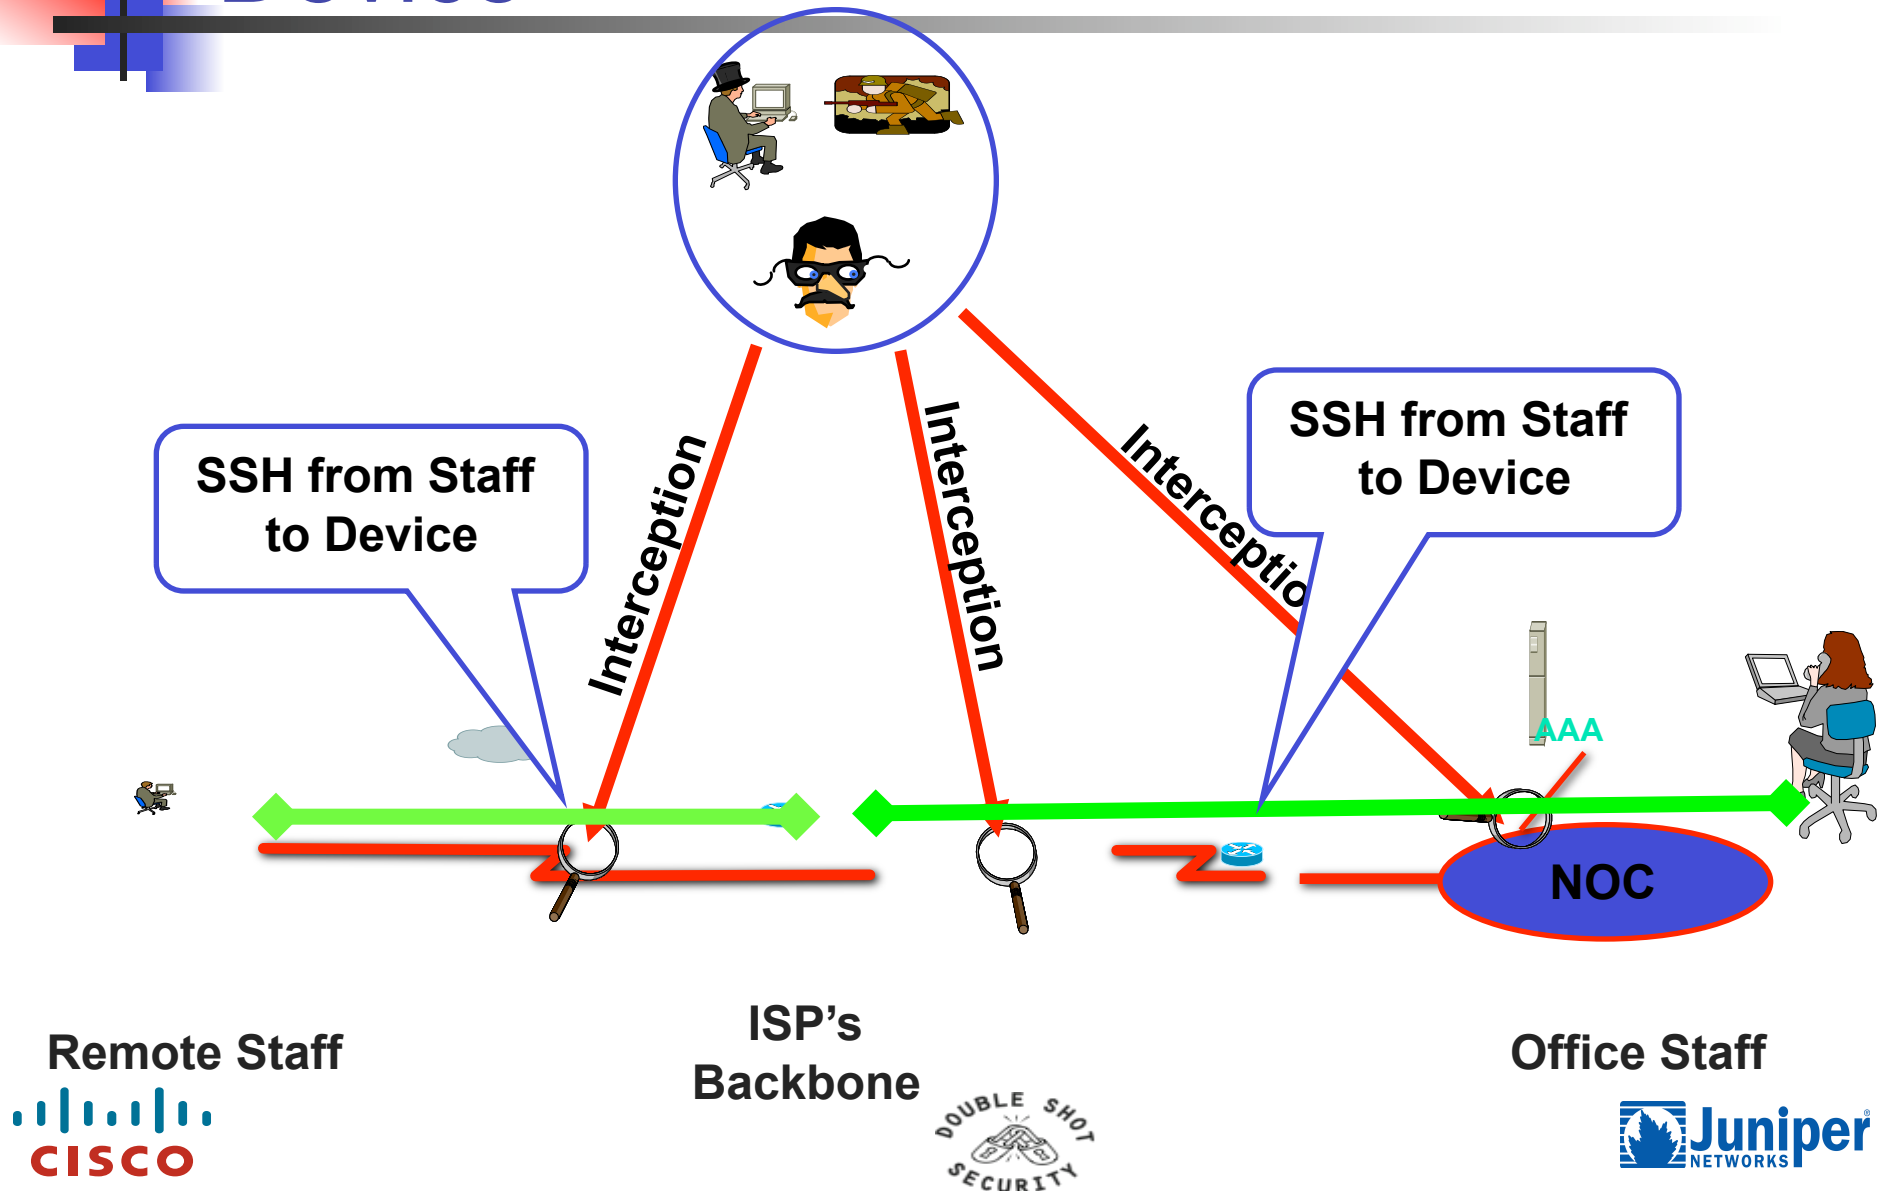 Device
SSH from Staff
to Device
Interception
Interception
Interceptio
SSH from Staff
to Device
AAA
NOC
Remote Staff
ISP's
Backbone
Office Staff
CISCO
DOUBLE SHOT
SECURITY
Juniper
NETWORKS